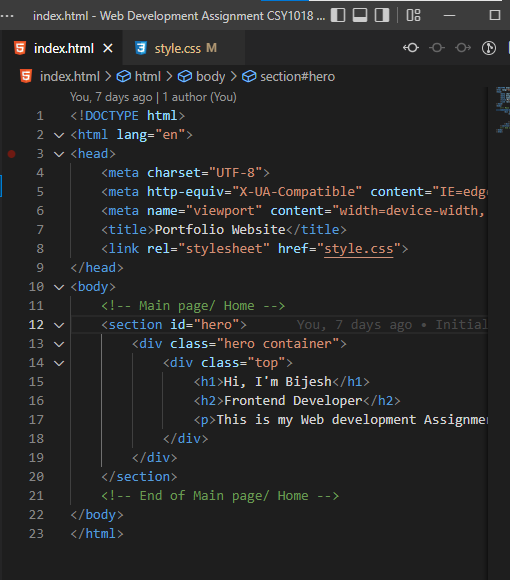 index.html - Web Development Assignment CSY1018 ...
index.html
style.css M
index.html > html > body > section#hero
You, 7 days ago | 1 author (You)
1 <!DOCTYPE html>
2 <html lang="en">
3 <head>
4 <meta charset="UTF-8">
5 <meta http-equiv="X-UA-Compatible" content="IE=edge
6 <meta name="viewport" content="width=device-width,
7 <title>Portfolio Website</title>
8 <link rel="stylesheet" href="style.css">
9 </head>
10 <body>
11 <!-- Main page/ Home -->
12 <section id="hero"> You, 7 days ago • Initial
13 <div class="hero container">
14 <div class="top">
15 <h1>Hi, I'm Bijesh</h1>
16 <h2>Frontend Developer</h2>
17 <p>This is my Web development Assignmen
18 </div>
19 </div>
20 </section>
21 <!-- End of Main page/ Home -->
22 </body>
23 </html>